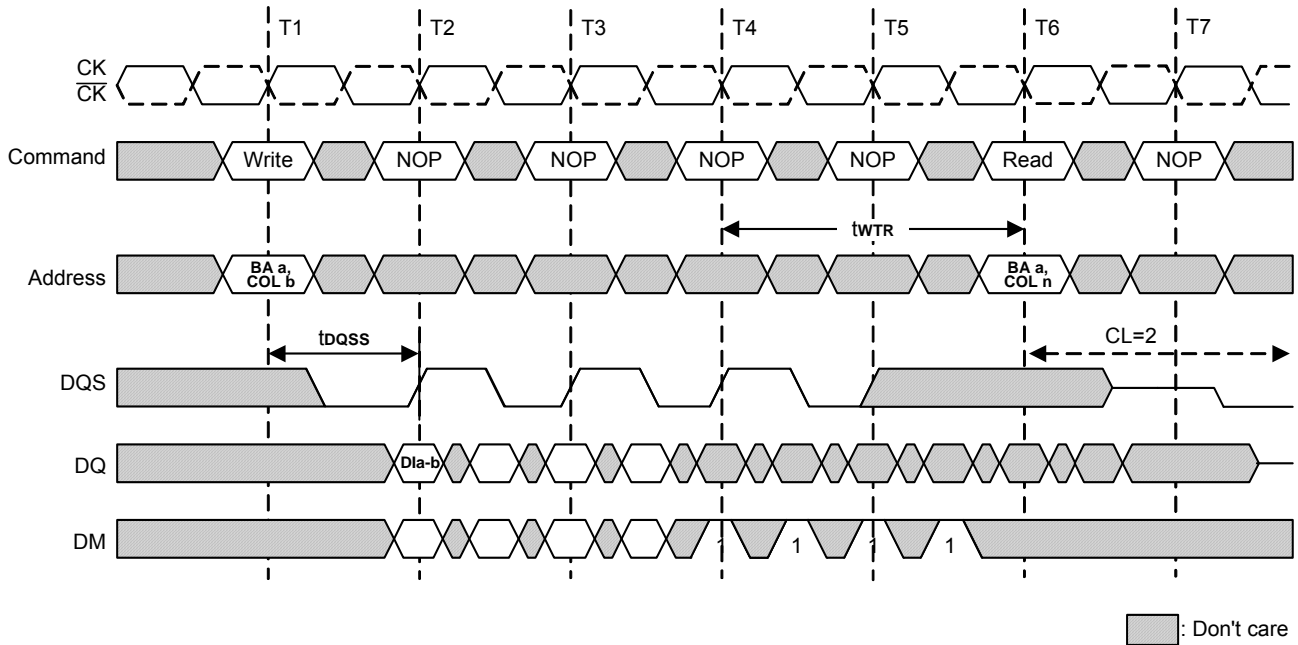 T1 T2 T3 T4 T5 T6 T7
CK
CK
Command Write NOP NOP NOP NOP Read NOP
tWTR
Address BA a, COL b BA a, COL n
tDQSS CL=2
DQS
DQ DIa-b
DM 1 1 1 1
: Don't care